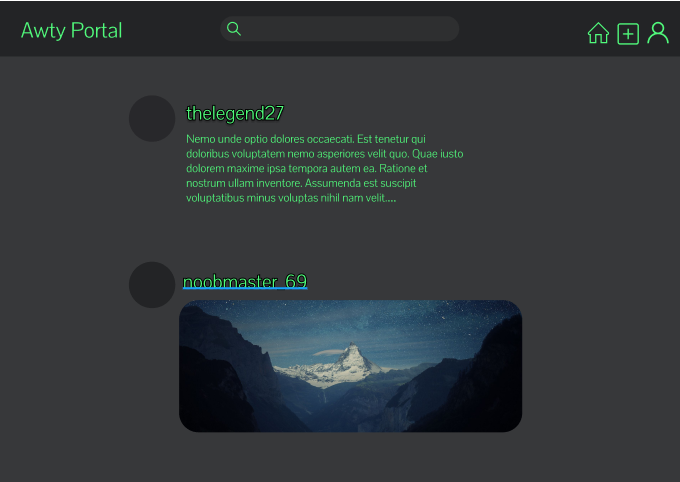 Awty Portal
thelegend27
Nemo unde optio dolores occaecati. Est tenetur qui
doloribus voluptatem nemo asperiores velit quo. Quae iusto
dolorem maxime ipsa tempora autem ea. Ratione et
nostrum ullam inventore. Assumenda est suscipit
voluptatibus minus voluptas nihil nam velit....
noobmaster_69